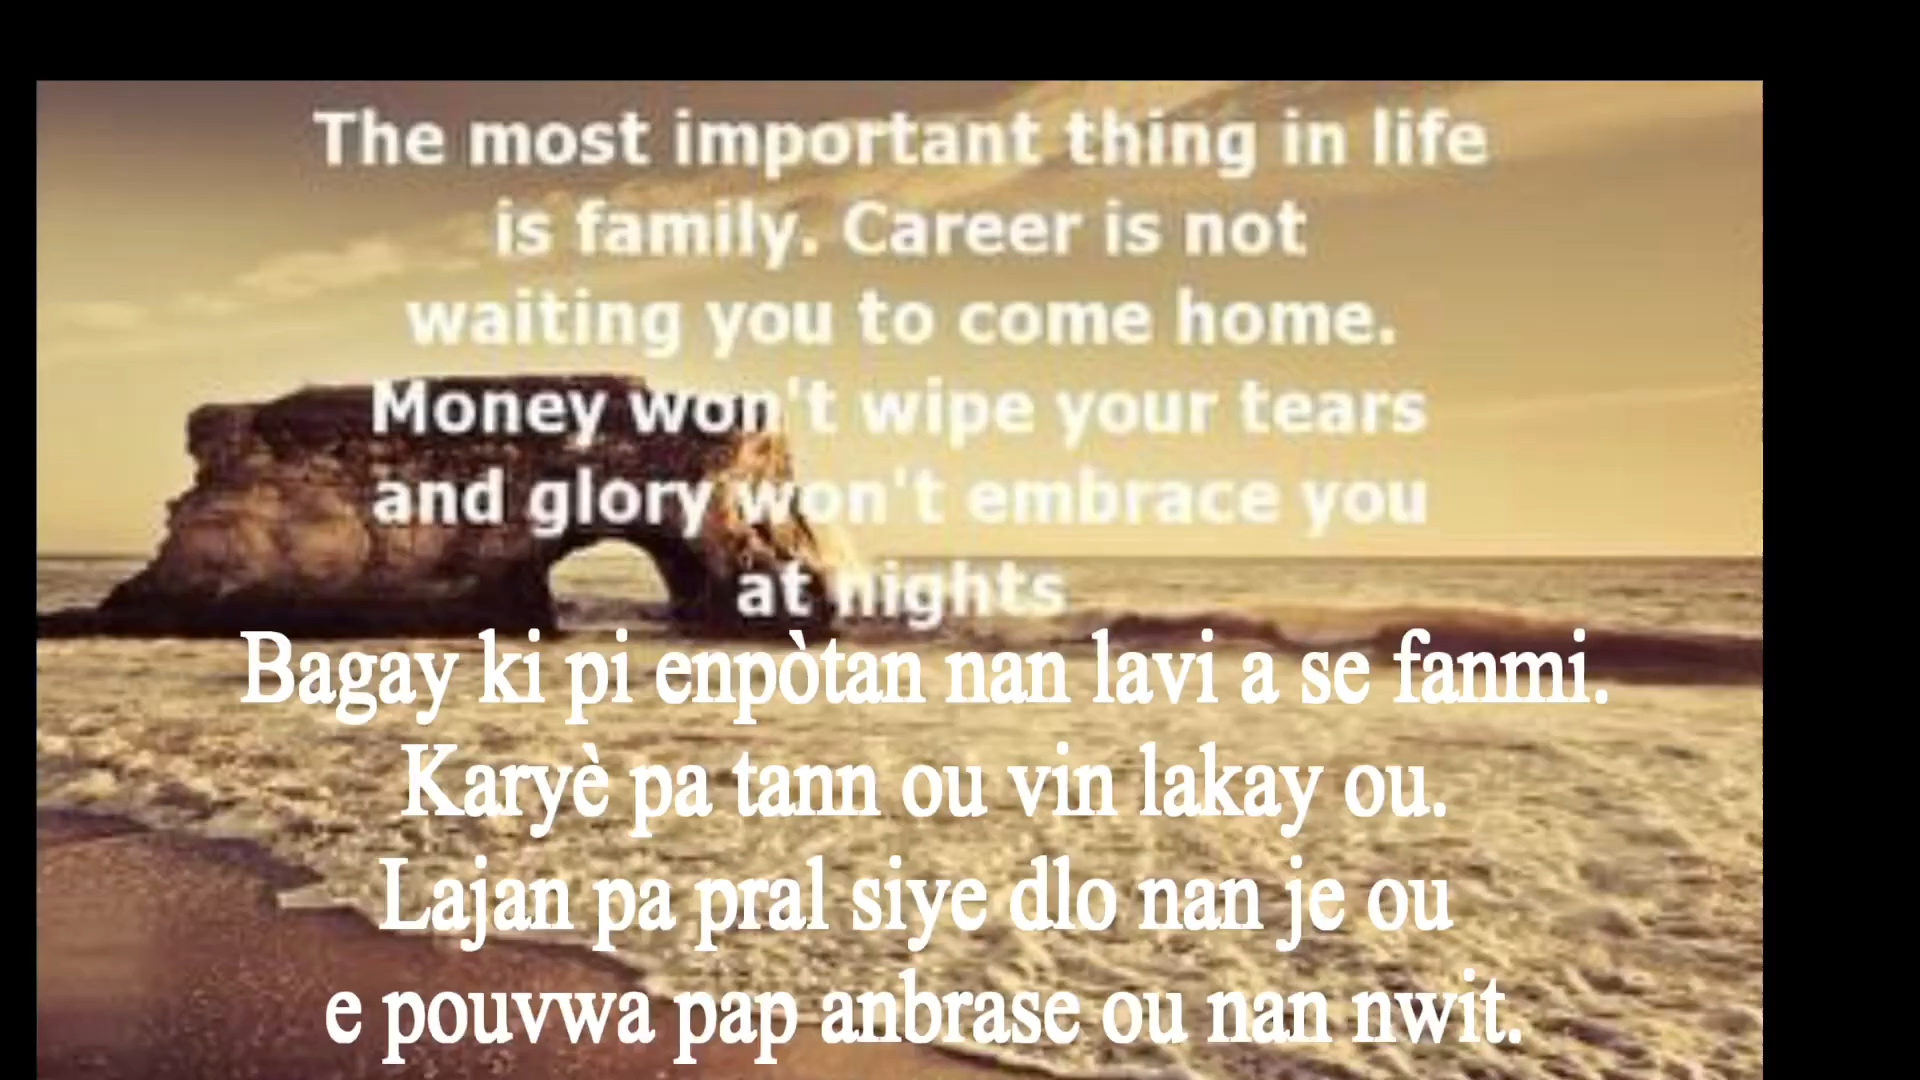 The most important thing in life
is family. Career is not
waiting you to come home.
Money won't wipe your tears
and glory won't embrace you
at nights
Bagay ki pi enpòtan nan lavi a se fanmi.
Karyè pa tann ou vin lakay ou.
Lajan pa pral siye dlo nan je ou
e pouvwa pap anbrase ou nan nwit.